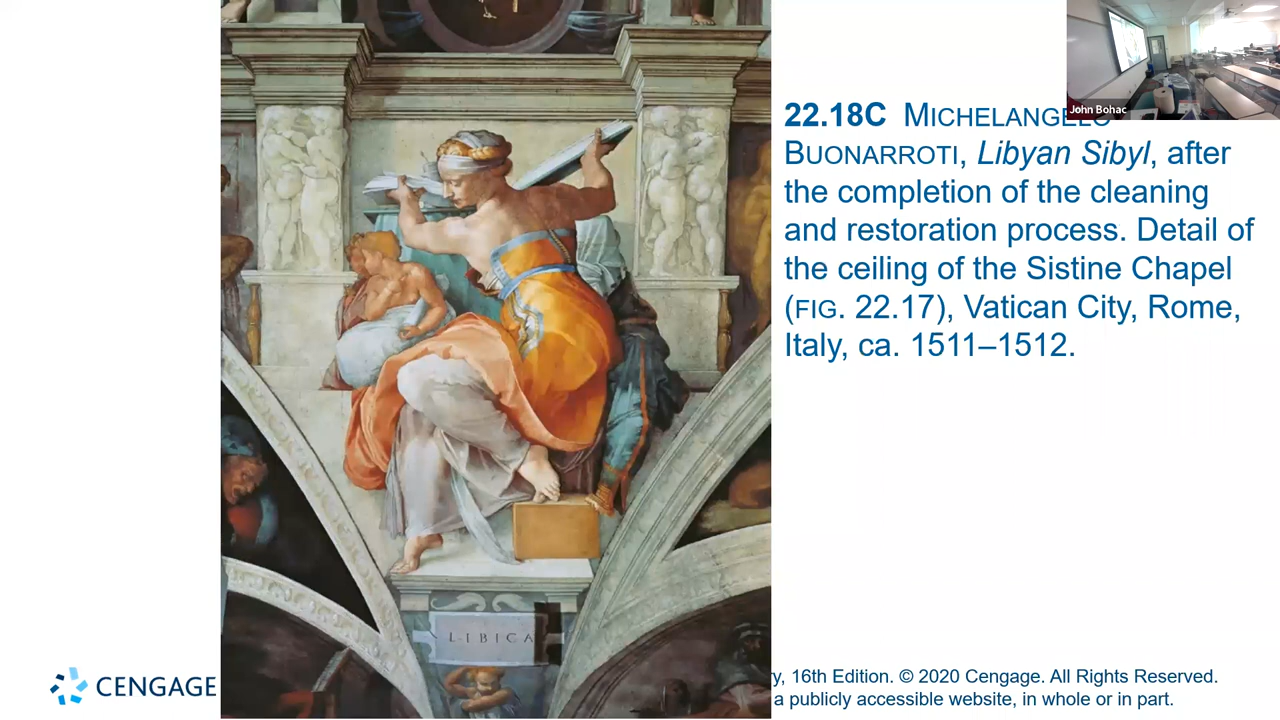 John Bohac
22.18C MICHELANGELO
BUONARROTI, Libyan Sibyl, after
the completion of the cleaning
and restoration process. Detail of
the ceiling of the Sistine Chapel
(FIG. 22.17), Vatican City, Rome,
Italy, ca. 1511–1512.
LIBICA
CENGAGE
16th Edition. © 2020 Cengage. All Rights Reserved.
a publicly accessible website, in whole or in part.